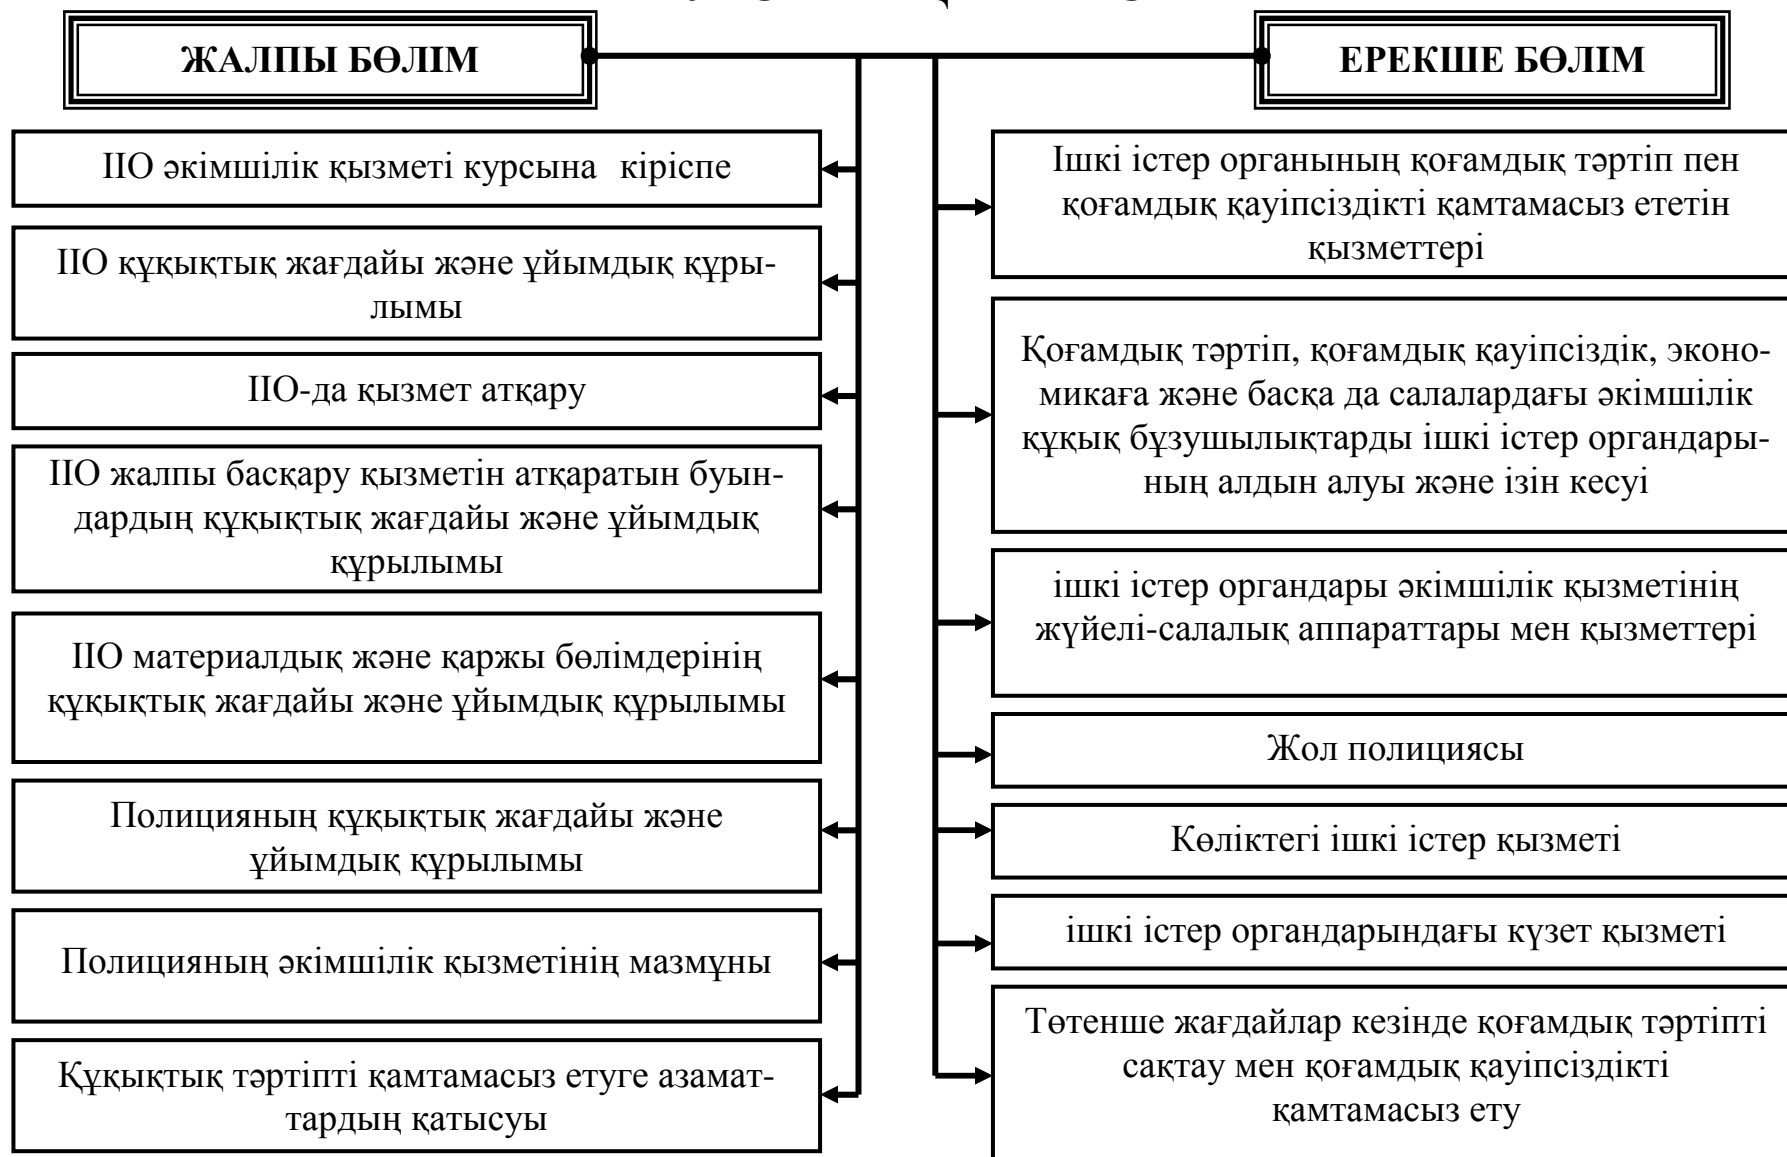 ЖАЛПЫ БӨЛІМ
ІІО әкімшілік қызметі курсына кіріспе
ІІО құқықтық жағдайы және ұйымдық құры-
лымы
ІІО-да қызмет атқару
ІІО жалпы басқару қызметін атқаратын буын-
дардың құқықтық жағдайы және ұйымдық
құрылымы
ІІО материалдық және қаржы бөлімдерінің
құқықтық жағдайы және ұйымдық құрылымы
Полицияның құқықтық жағдайы және
ұйымдық құрылымы
Полицияның әкімшілік қызметінің мазмұны
Құқықтық тәртіпті қамтамасыз етуге азамат-
тардың қатысуы
ЕРЕКШЕ БӨЛІМ
Ішкі істер органының қоғамдық тәртіп пен
қоғамдық қауіпсіздікті қамтамасыз ететін
қызметтері
Қоғамдық тәртіп, қоғамдық қауіпсіздік, эконо-
микаға және басқа да салалардағы әкімшілік
құқық бұзушылықтарды ішкі істер органдары-
ның алдын алуы және ізін кесуі
ішкі істер органдары әкімшілік қызметінің
жүйелі-салалық аппараттары мен қызметтері
Жол полициясы
Көліктегі ішкі істер қызметі
ішкі істер органдарындағы күзет қызметі
Төтенше жағдайлар кезінде қоғамдық тәртіпті
сақтау мен қоғамдық қауіпсіздікті
қамтамасыз ету